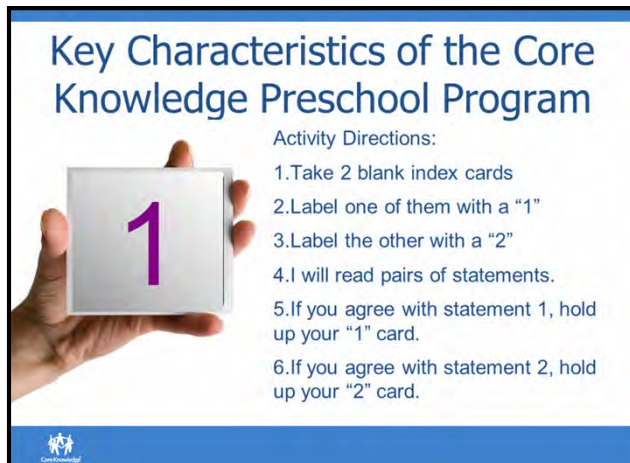 Key Characteristics of the Core
Knowledge Preschool Program
Activity Directions:
1.Take 2 blank index cards
2.Label one of them with a “1”
3.Label the other with a “2”
4.I will read pairs of statements.
5.If you agree with statement 1, hold
up your “1” card.
6.If you agree with statement 2, hold
up your “2” card.
1
CoreKnowledge